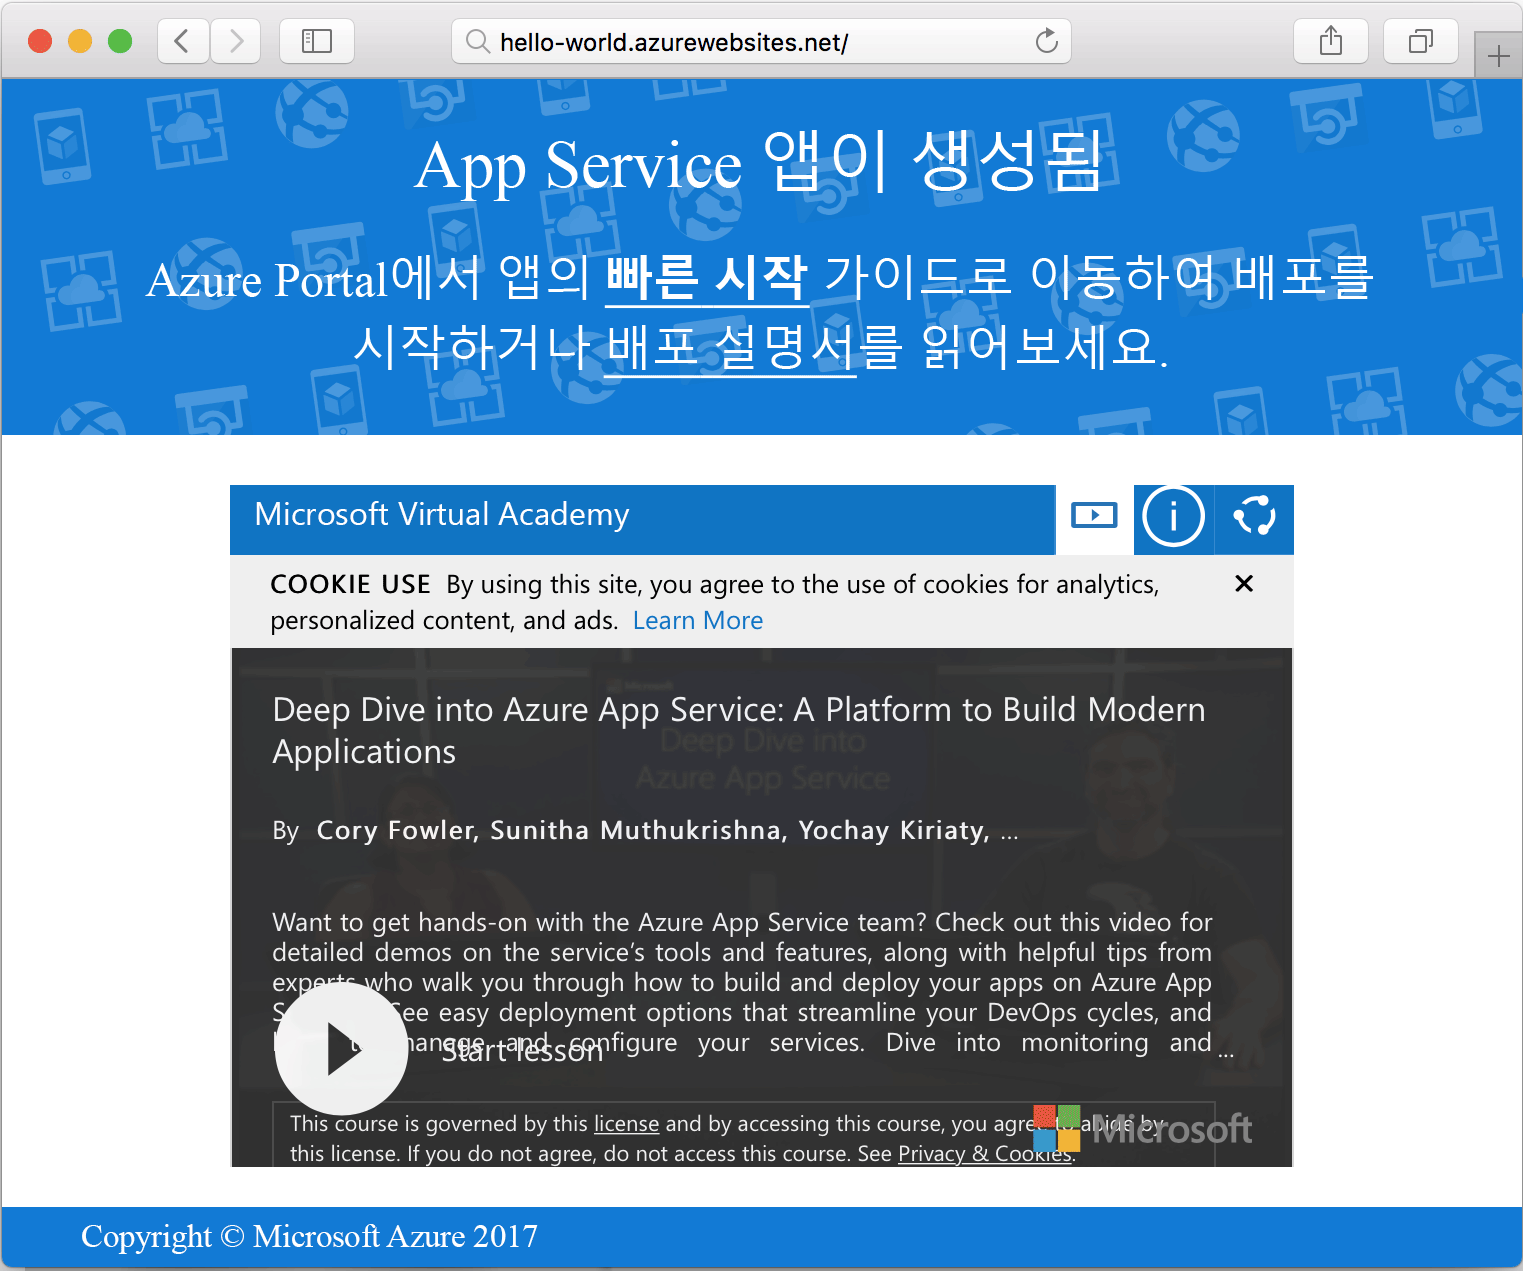 hello-world.azurewebsites.net/
App Service 앱이 생성됨
Azure Portal에서 앱의 빠른 시작 가이드로 이동하여 배포를
시작하거나 배포 설명서를 읽어보세요.
Microsoft Virtual Academy
COOKIE USE By using this site, you agree to the use of cookies for analytics,
personalized content, and ads. Learn More
Microsoft
Deep Dive into Azure App Service: A Platform to Build Modern
Applications
Deep Dive into
Azure App Service
By Cory Fowler, Sunitha Muthukrishna, Yochay Kiriaty, ...
Want to get hands-on with the Azure App Service team? Check out this video for
detailed demos on the service's tools and features, along with helpful tips from
experts who walk you through how to build and deploy your apps on Azure App
See easy deployment options that streamline your DevOps cycles, and
manage and configure your services. Dive into monitoring and ...
Start lesson
This course is governed by this license and by accessing this course, you agree to abide by
this license. If you do not agree, do not access this course. See Privacy & Cookies.
Microsoft
Copyright © Microsoft Azure 2017